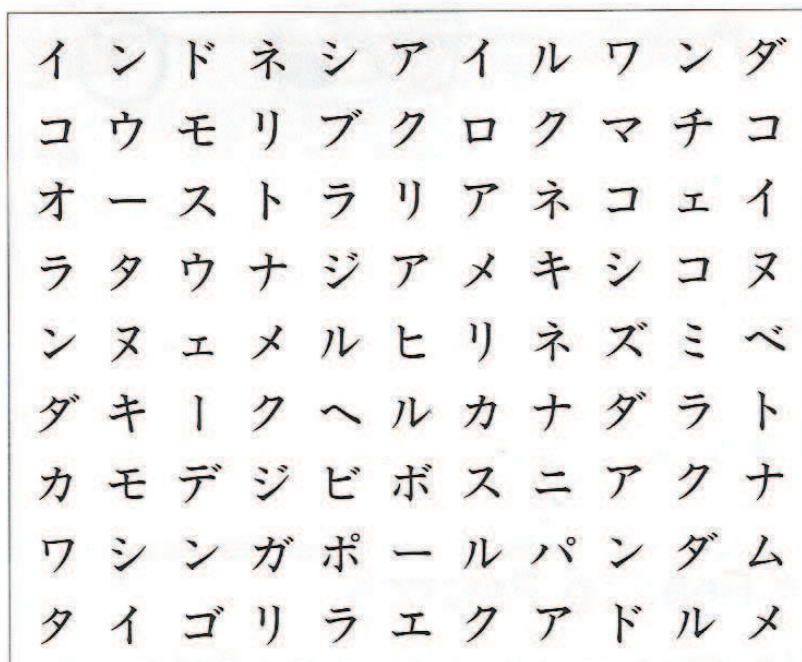 インドネシアイルワンダ
コウモリブクロクマチコ
オーストラリアネコェイ
ラタウナジアメキシコヌ
ンヌェメルヒリネズミベ
ダキークヘルカナダラト
カモデジビボスニアクナ
ワシンガポールパンダム
タイゴリラエクアドルメ